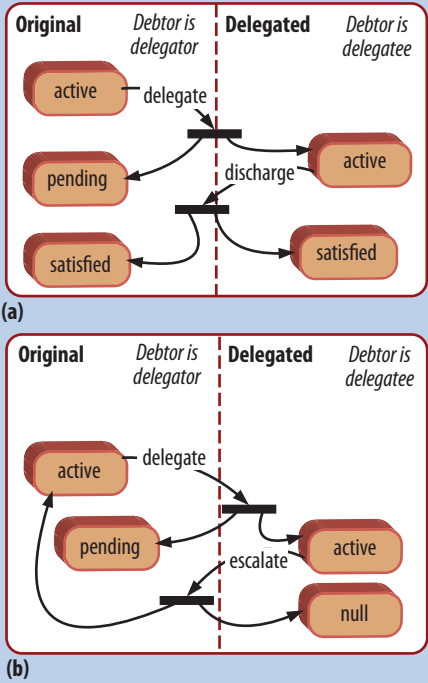 Original Debtor is delegator Delegated Debtor is delegatee
active
delegate
pending
active
discharge
satisfied
satisfied
(a)
Original Debtor is delegator Delegated Debtor is delegatee
active
delegate
pending
active
escalate
null
(b)